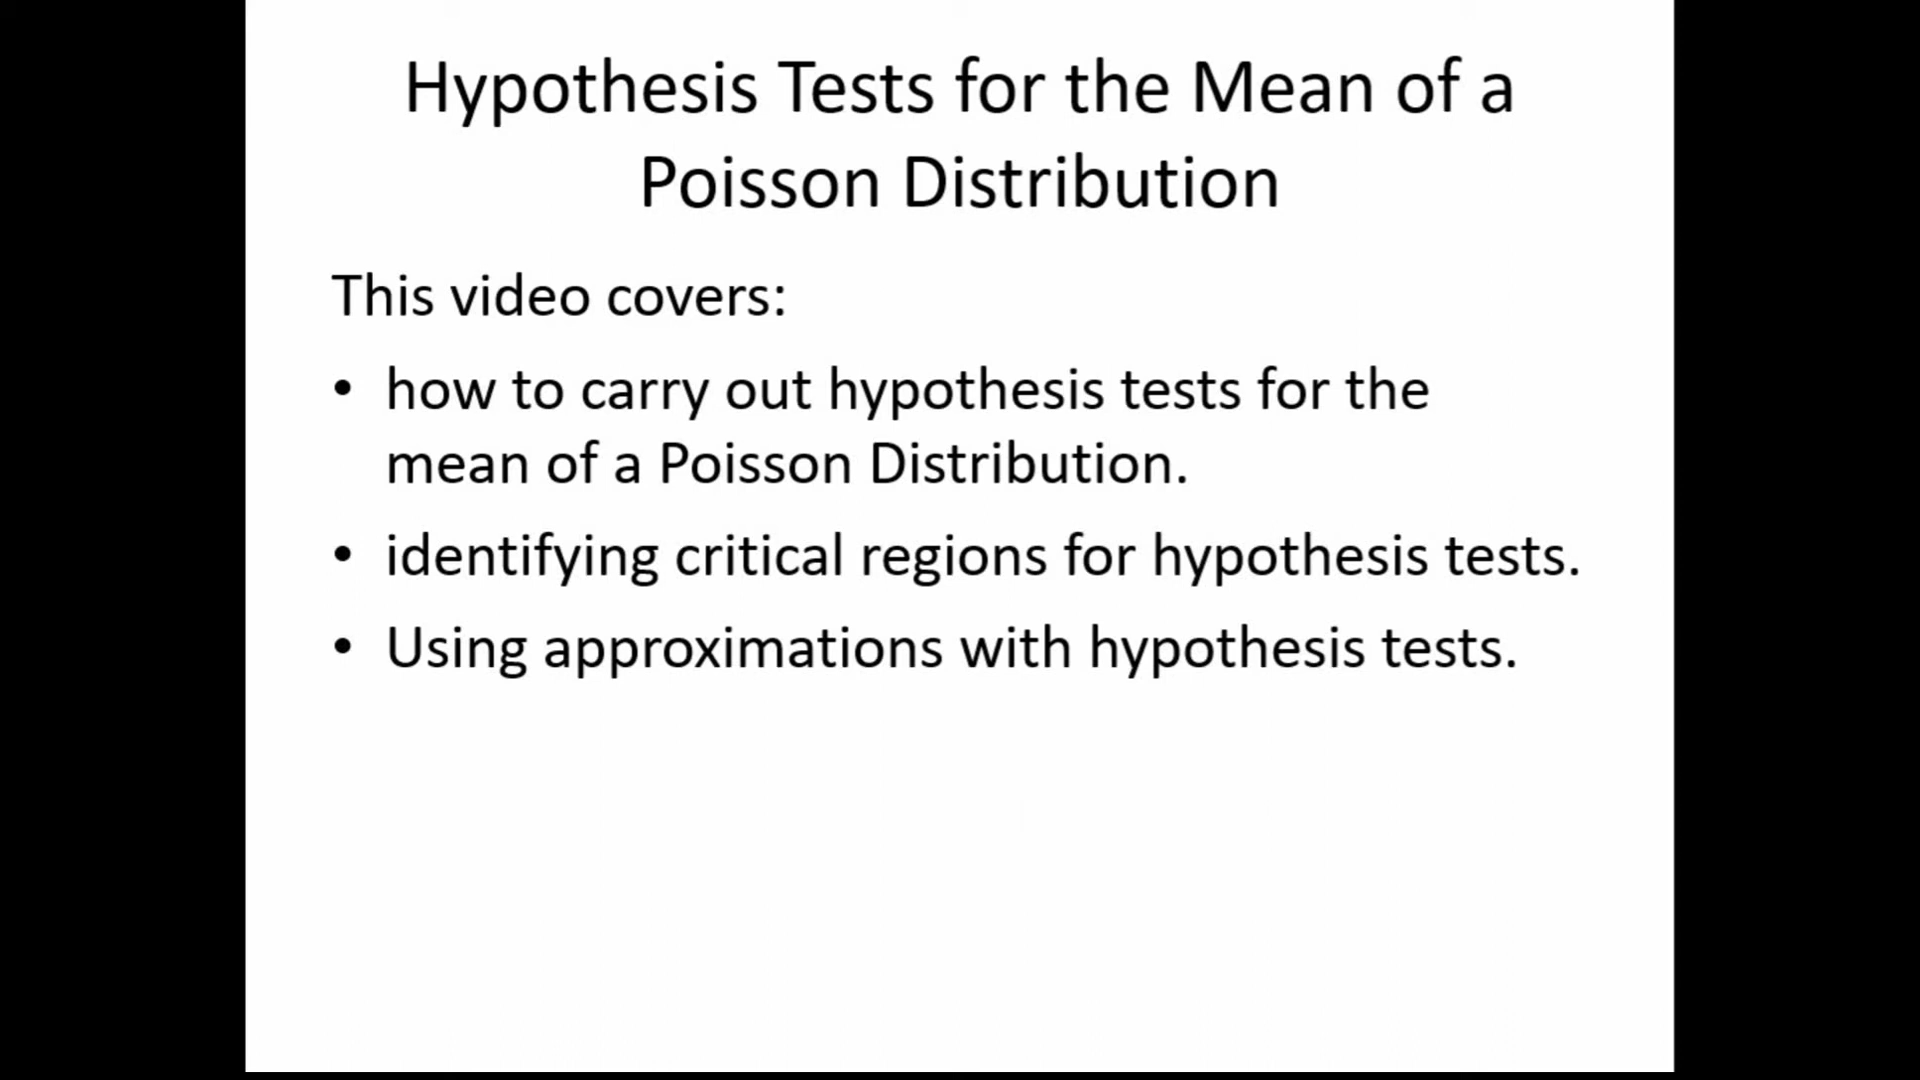 Hypothesis Tests for the Mean of a
Poisson Distribution
This video covers:
• how to carry out hypothesis tests for the
mean of a Poisson Distribution.
• identifying critical regions for hypothesis tests.
• Using approximations with hypothesis tests.